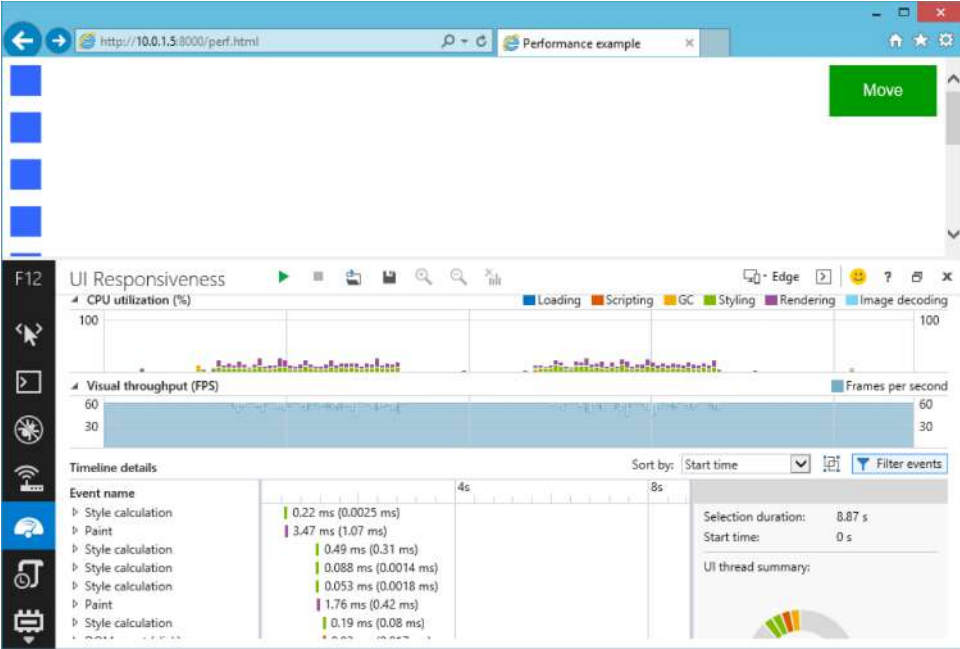 http://10.0.1.5:8000/perf.html
Performance example
Move
F12
UI Responsiveness
Edge
?
CPU utilization (%)
Loading Scripting GC Styling Rendering Image decoding
100 100
Visual throughput (FPS)
Frames per second
60 60
30 30
Timeline details
Sort by: Start time
Filter events
Event name
4s 8s
Style calculation 0.22 ms (0.0025 ms)
Paint 3.47 ms (1.07 ms)
Style calculation 0.49 ms (0.31 ms)
Style calculation 0.088 ms (0.0014 ms)
Style calculation 0.053 ms (0.0018 ms)
Paint 1.76 ms (0.42 ms)
Style calculation 0.19 ms (0.08 ms)
Selection duration: 8.87 s
Start time: 0 s
UI thread summary: